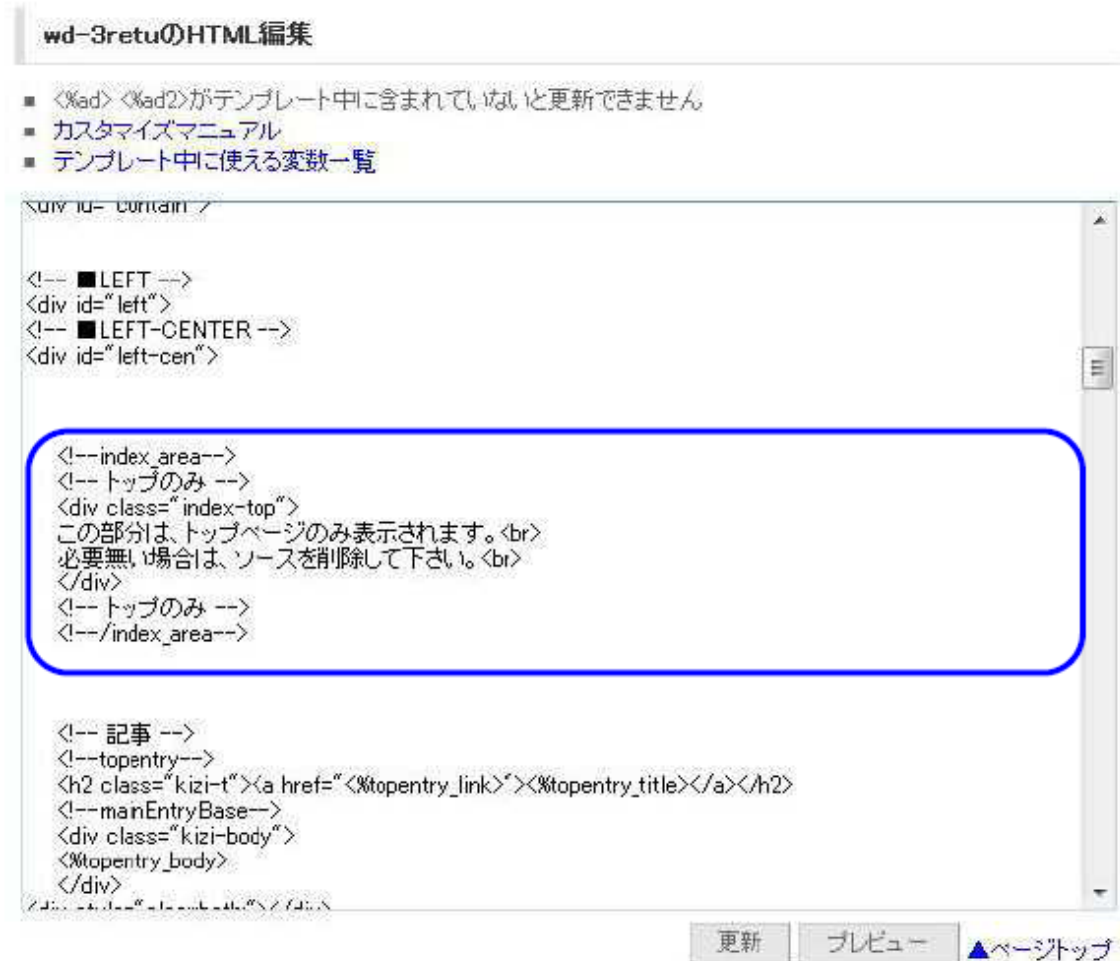 wd-3retuのHTML編集
<%ad> <%ad2>がテンプレート中に含まれていないと更新できません
カスタマイズマニュアル
テンプレート中に使える変数一覧
<div id="contain">
<!-- ■LEFT -->
<div id="left">
<!-- ■LEFT-CENTER -->
<div id="left-cen">
<!--index_area-->
<!-- トップのみ -->
<div class="index-top">
この部分は、トップページのみ表示されます。<br>
必要無い場合は、ソースを削除して下さい。<br>
</div>
<!-- トップのみ -->
<!--/index_area-->
<!-- 記事 -->
<!--topentry-->
<h2 class="kizi-t"><a href="<%topentry_link>"><%topentry_title></a></h2>
<!--mainEntryBase-->
<div class="kizi-body">
<%topentry_body>
</div>
更新 プレビュー ▲ページトップ